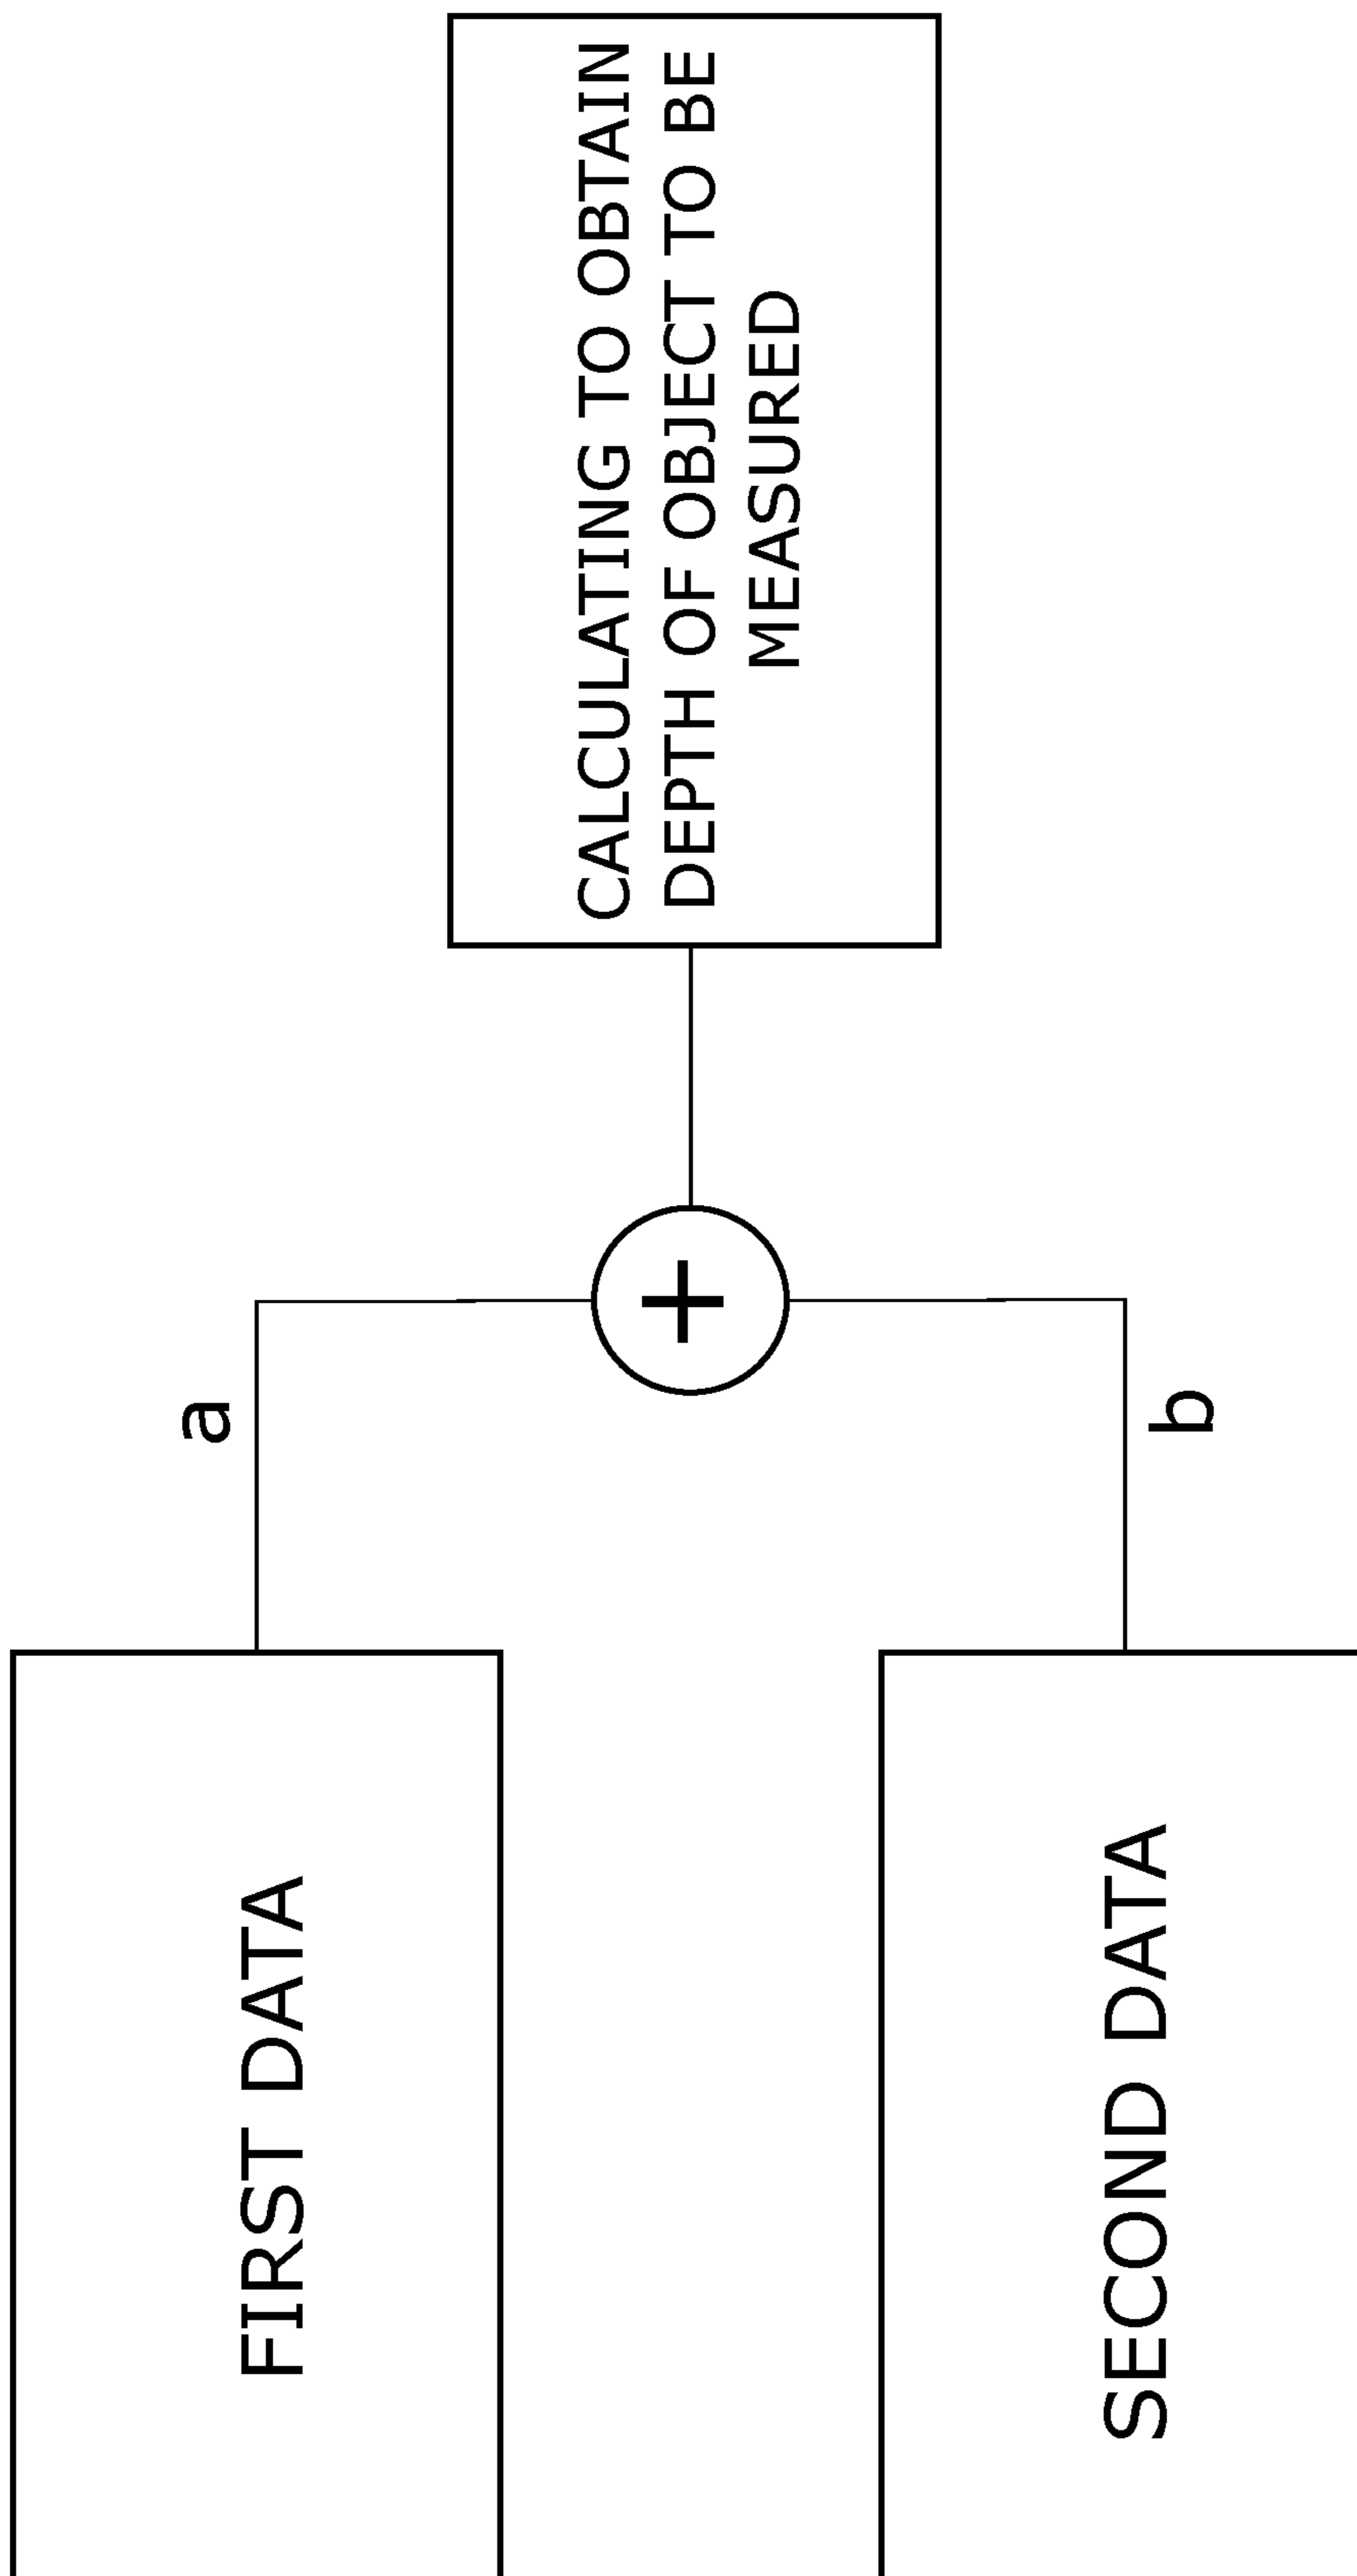 FIRST DATA
a
SECOND DATA
b
+
CALCULATING TO OBTAIN
DEPTH OF OBJECT TO BE
MEASURED